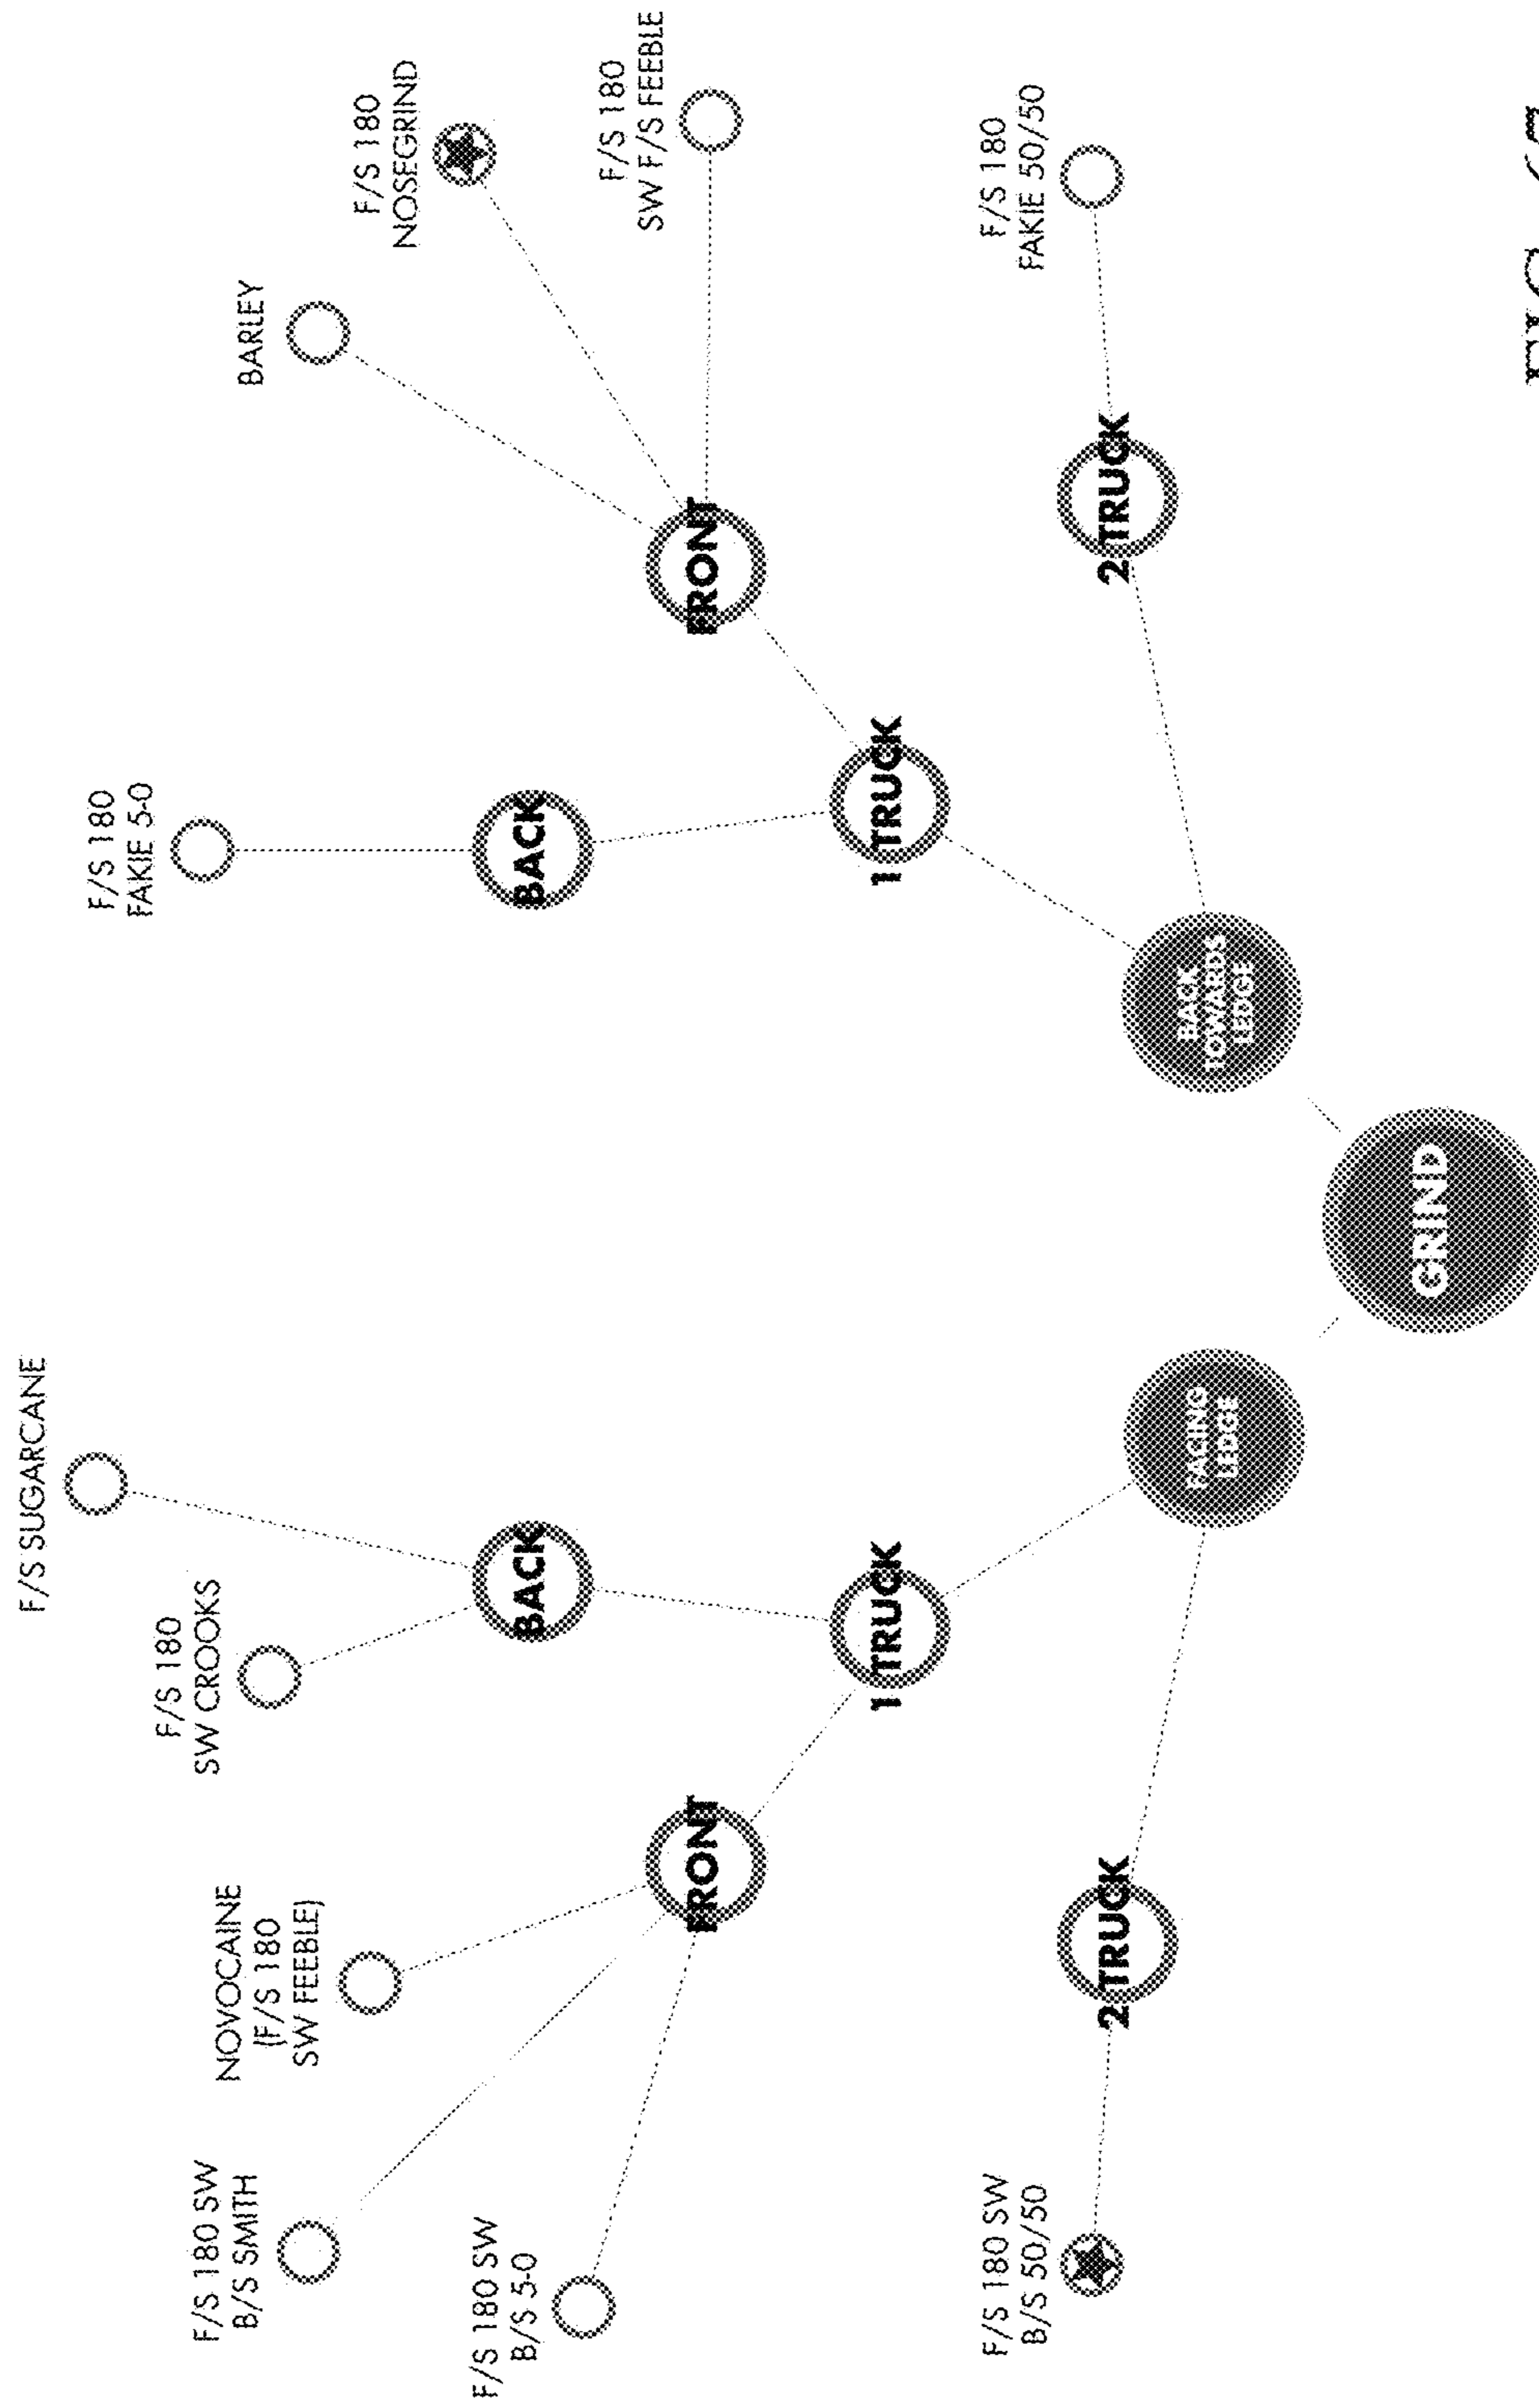 F/S SUGARCANE
F/S 180
SW CROOKS
NOVOCAINE
(F/S 180
SW FEEBLE)
F/S 180 SW
B/S SMITH
F/S 180 SW
B/S 5-0
F/S 180 SW
B/S 50/50
BACK
FRONT
1 TRUCK
2 TRUCK
FACING
LEDGE
GRIND
F/S 180
FAKIE 5-0
BARLEY
F/S 180
NOSEGRIND
F/S 180
SW F/S FEEBLE
F/S 180
FAKIE 50/50
BACK
FRONT
1 TRUCK
2 TRUCK
BACK
TOWARDS
LEDGE